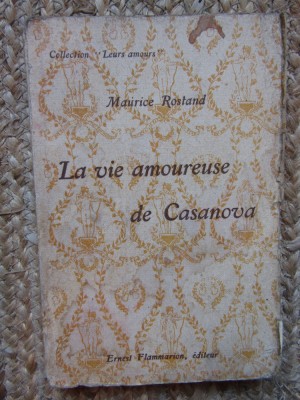 Collection "Leurs amours"
Maurice Rostand
La vie amoureuse
de Casanova
Ernest Flammarion, éditeur